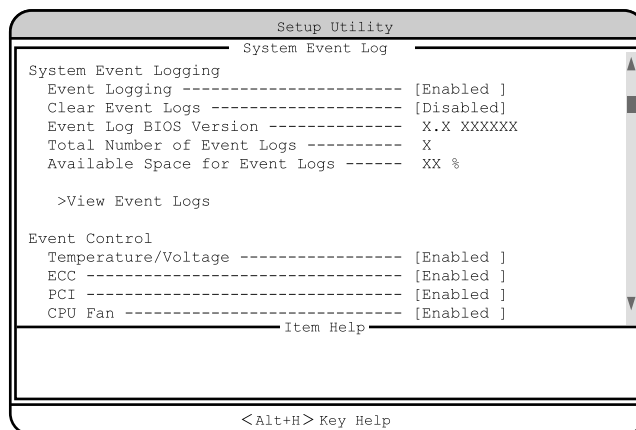 Setup Utility
System Event Log
System Event Logging
Event Logging ----------------------- [Enabled ]
Clear Event Logs -------------------- [Disabled]
Event Log BIOS Version -------------- X.X XXXXXX
Total Number of Event Logs ---------- X
Available Space for Event Logs ------ XX %
>View Event Logs
Event Control
Temperature/Voltage ----------------- [Enabled ]
ECC --------------------------------- [Enabled ]
PCI --------------------------------- [Enabled ]
CPU Fan ----------------------------- [Enabled ]
Item Help
<Alt+H> Key Help